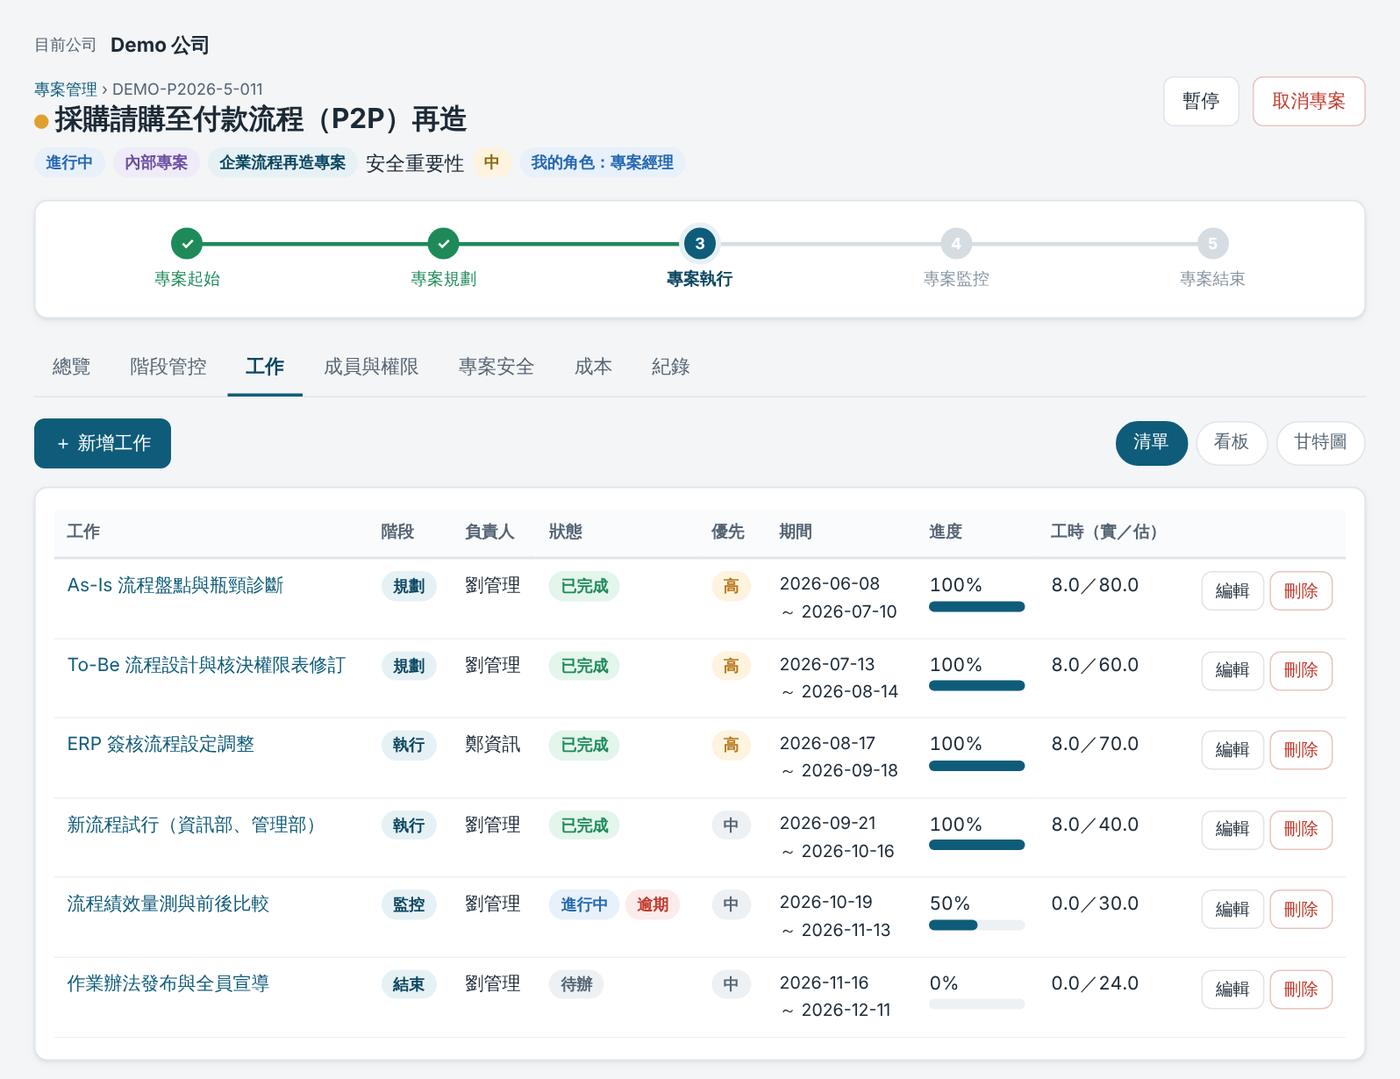 目前公司 Demo 公司
專案管理 › DEMO-P2026-5-011
採購請購至付款流程（P2P）再造
暫停 取消專案
進行中 內部專案 企業流程再造專案 安全重要性 中 我的角色：專案經理
3 4 5
專案起始 專案規劃 專案執行 專案監控 專案結束
總覽 階段管控 工作 成員與權限 專案安全 成本 紀錄
＋ 新增工作 清單 看板 甘特圖
工作 階段 負責人 狀態 優先 期間 進度 工時（實／估）
As-Is 流程盤點與瓶頸診斷 規劃 劉管理 已完成 高 2026-06-08 100% 8.0／80.0 編輯 刪除
～ 2026-07-10
To-Be 流程設計與核決權限表修訂 規劃 劉管理 已完成 高 2026-07-13 100% 8.0／60.0 編輯 刪除
～ 2026-08-14
ERP 簽核流程設定調整 執行 鄭資訊 已完成 高 2026-08-17 100% 8.0／70.0 編輯 刪除
～ 2026-09-18
新流程試行（資訊部、管理部） 執行 劉管理 已完成 中 2026-09-21 100% 8.0／40.0 編輯 刪除
～ 2026-10-16
流程績效量測與前後比較 監控 劉管理 進行中 逾期 中 2026-10-19 50% 0.0／30.0 編輯 刪除
～ 2026-11-13
作業辦法發布與全員宣導 結束 劉管理 待辦 中 2026-11-16 0% 0.0／24.0 編輯 刪除
～ 2026-12-11